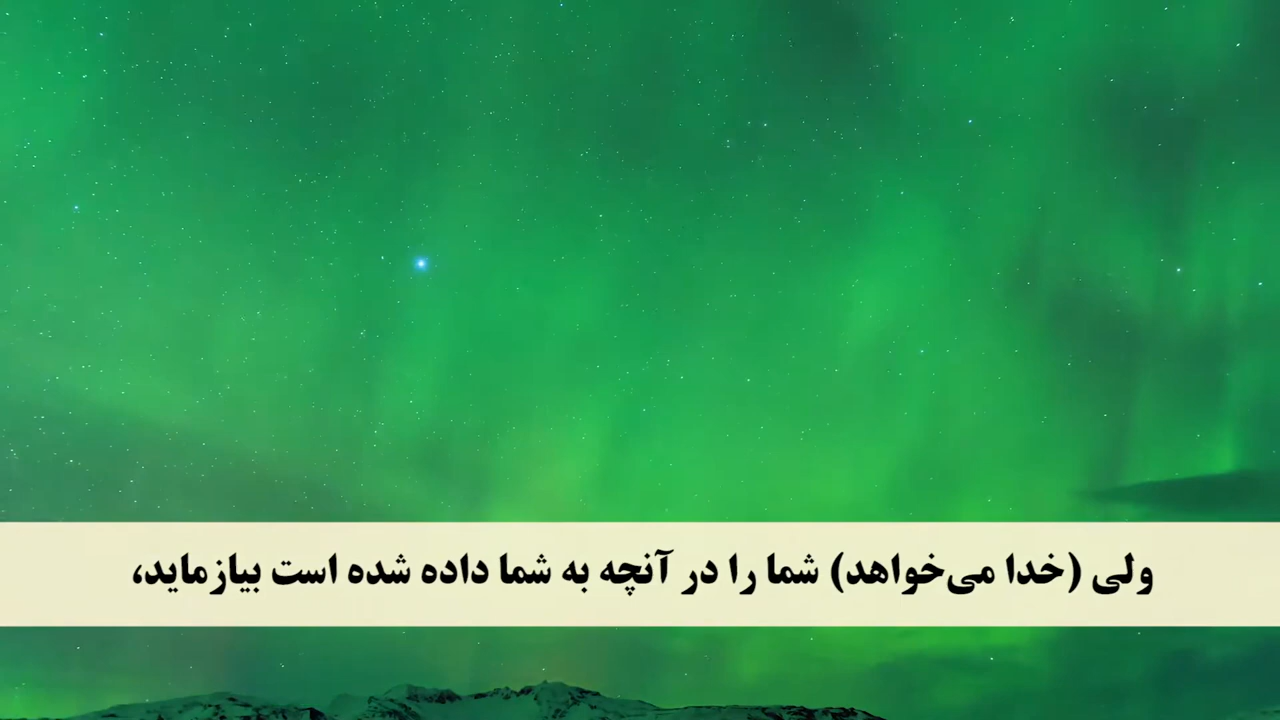 ولی (خدا می‌خواهد) شما را در آنچه به شما داده شده است بیازماید،